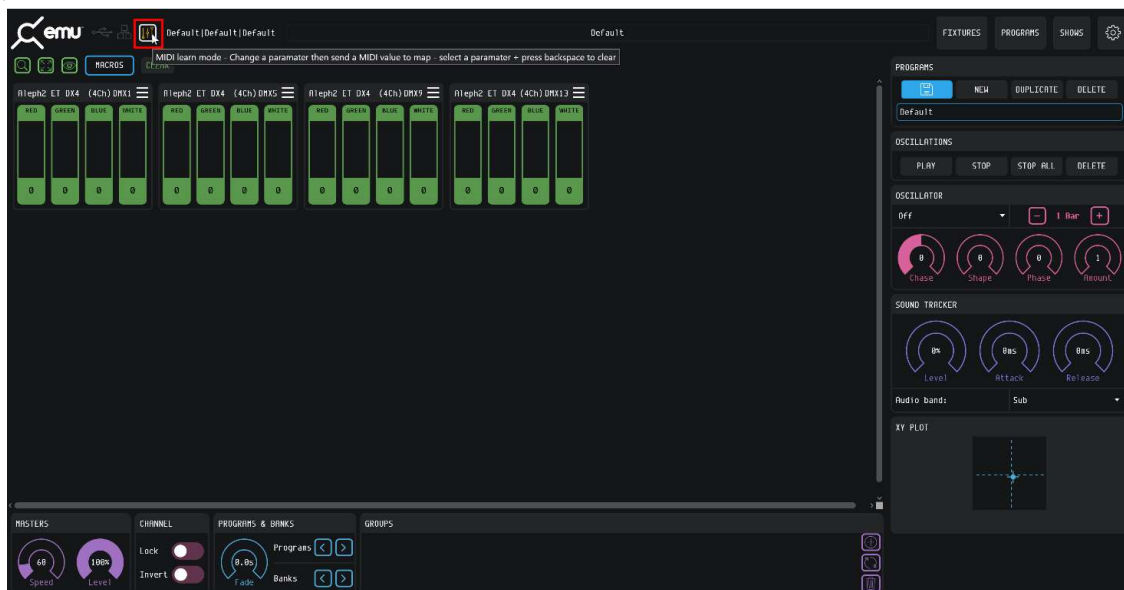 emu Default|Default|Default Default FIXTURES PROGRAMS SHOWS
MIDI learn mode - Change a paramater then send a MIDI value to map - select a paramater + press backspace to clear
MACROS
PROGRAMS
NEW DUPLICATE DELETE
Default
Aleph2 ET DX4 (4Ch) DMX1 Aleph2 ET DX4 (4Ch) DMX5 Aleph2 ET DX4 (4Ch) DMX9 Aleph2 ET DX4 (4Ch) DMX13
RED GREEN BLUE WHITE RED GREEN BLUE WHITE RED GREEN BLUE WHITE RED GREEN BLUE WHITE
0 0 0 0 0 0 0 0 0 0 0 0 0 0 0 0
OSCILLATIONS
PLAY STOP STOP ALL DELETE
OSCILLATOR
Off - 1 Bar +
0 0 0 1
Chase Shape Phase Amount
SOUND TRACKER
0% 0ms 0ms
Level Attack Release
Audio band: Sub
XY PLOT
MASTERS CHANNEL PROGRAMS & BANKS GROUPS
Lock Programs < >
60 100% 0.0s
Speed Level Invert Fade Banks < >